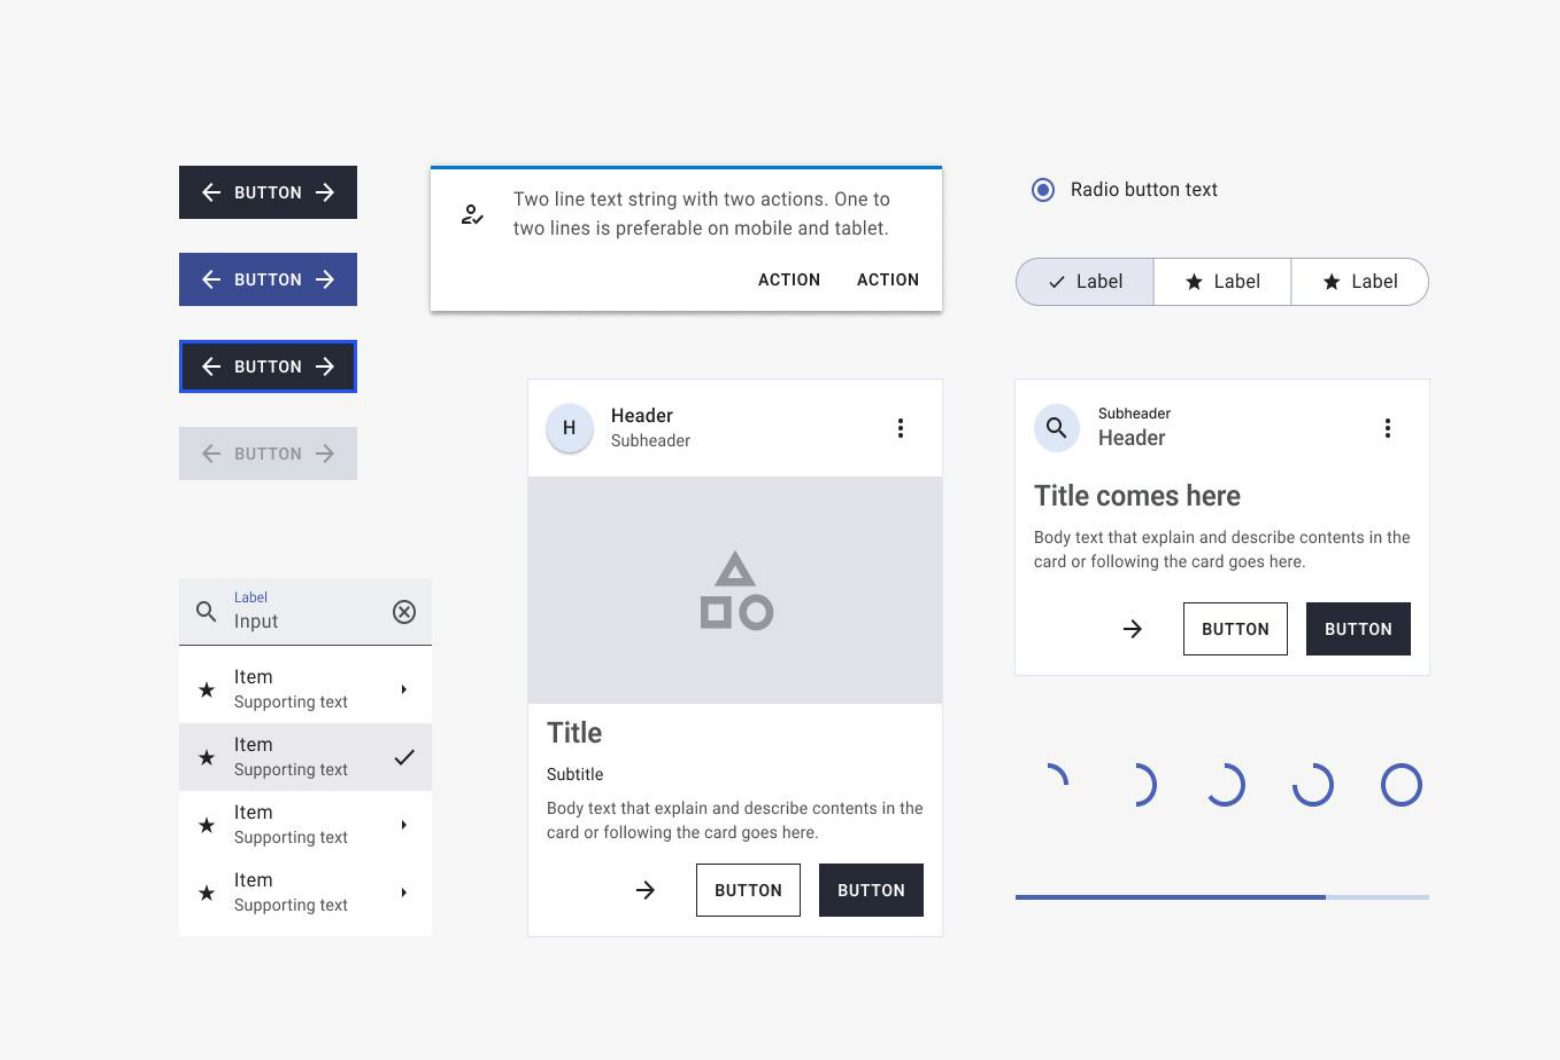 BUTTON
BUTTON
BUTTON
BUTTON
Two line text string with two actions. One to
two lines is preferable on mobile and tablet.
ACTION ACTION
Radio button text
Label Label Label
Label
Input
Item
Supporting text
Item
Supporting text
Item
Supporting text
Item
Supporting text
H
Header
Subheader
Title
Subtitle
Body text that explain and describe contents in the
card or following the card goes here.
BUTTON BUTTON
Subheader
Header
Title comes here
Body text that explain and describe contents in the
card or following the card goes here.
BUTTON BUTTON